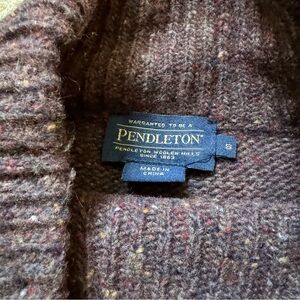 WARRANTED TO BE A
PENDLETON®
PENDLETON WOOLEN MILLS
SINCE 1863
S
MADE IN
CHINA